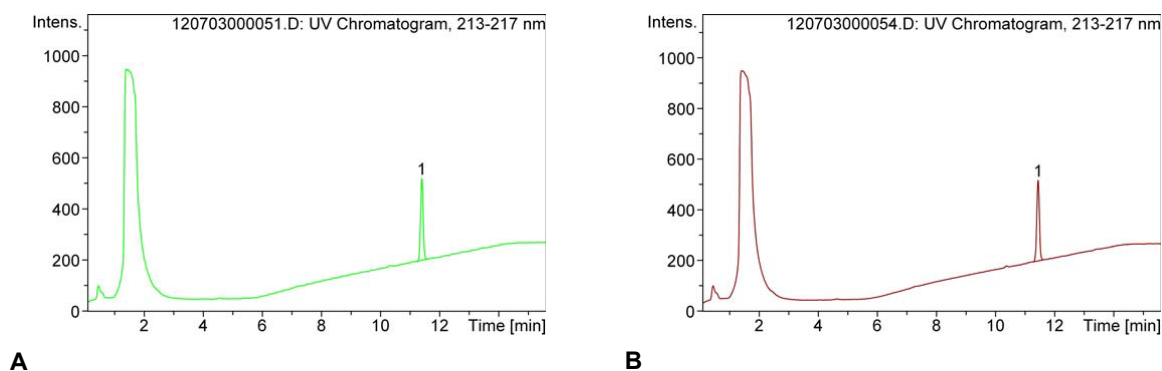 Intens.
120703000051.D: UV Chromatogram, 213-217 nm
1000
800
600
400
200
0
1
2 4 6 8 10 12 Time [min]
A
Intens.
120703000054.D: UV Chromatogram, 213-217 nm
1000
800
600
400
200
0
1
2 4 6 8 10 12 Time [min]
B